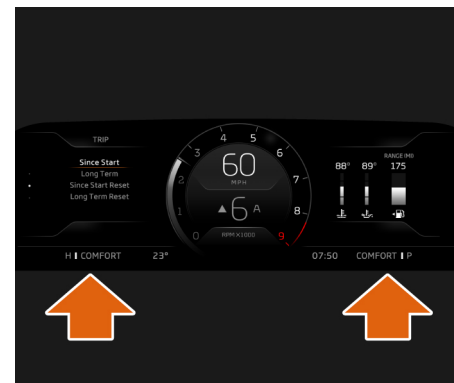 TRIP
Since Start
Long Term
Since Start Reset
Long Term Reset
0
1
2
3
4
5
6
7
8
9
60
MPH
6 A
RPM X1000
RANGE (MI)
88° 89° 175
H COMFORT 23°
07:50 COMFORT P